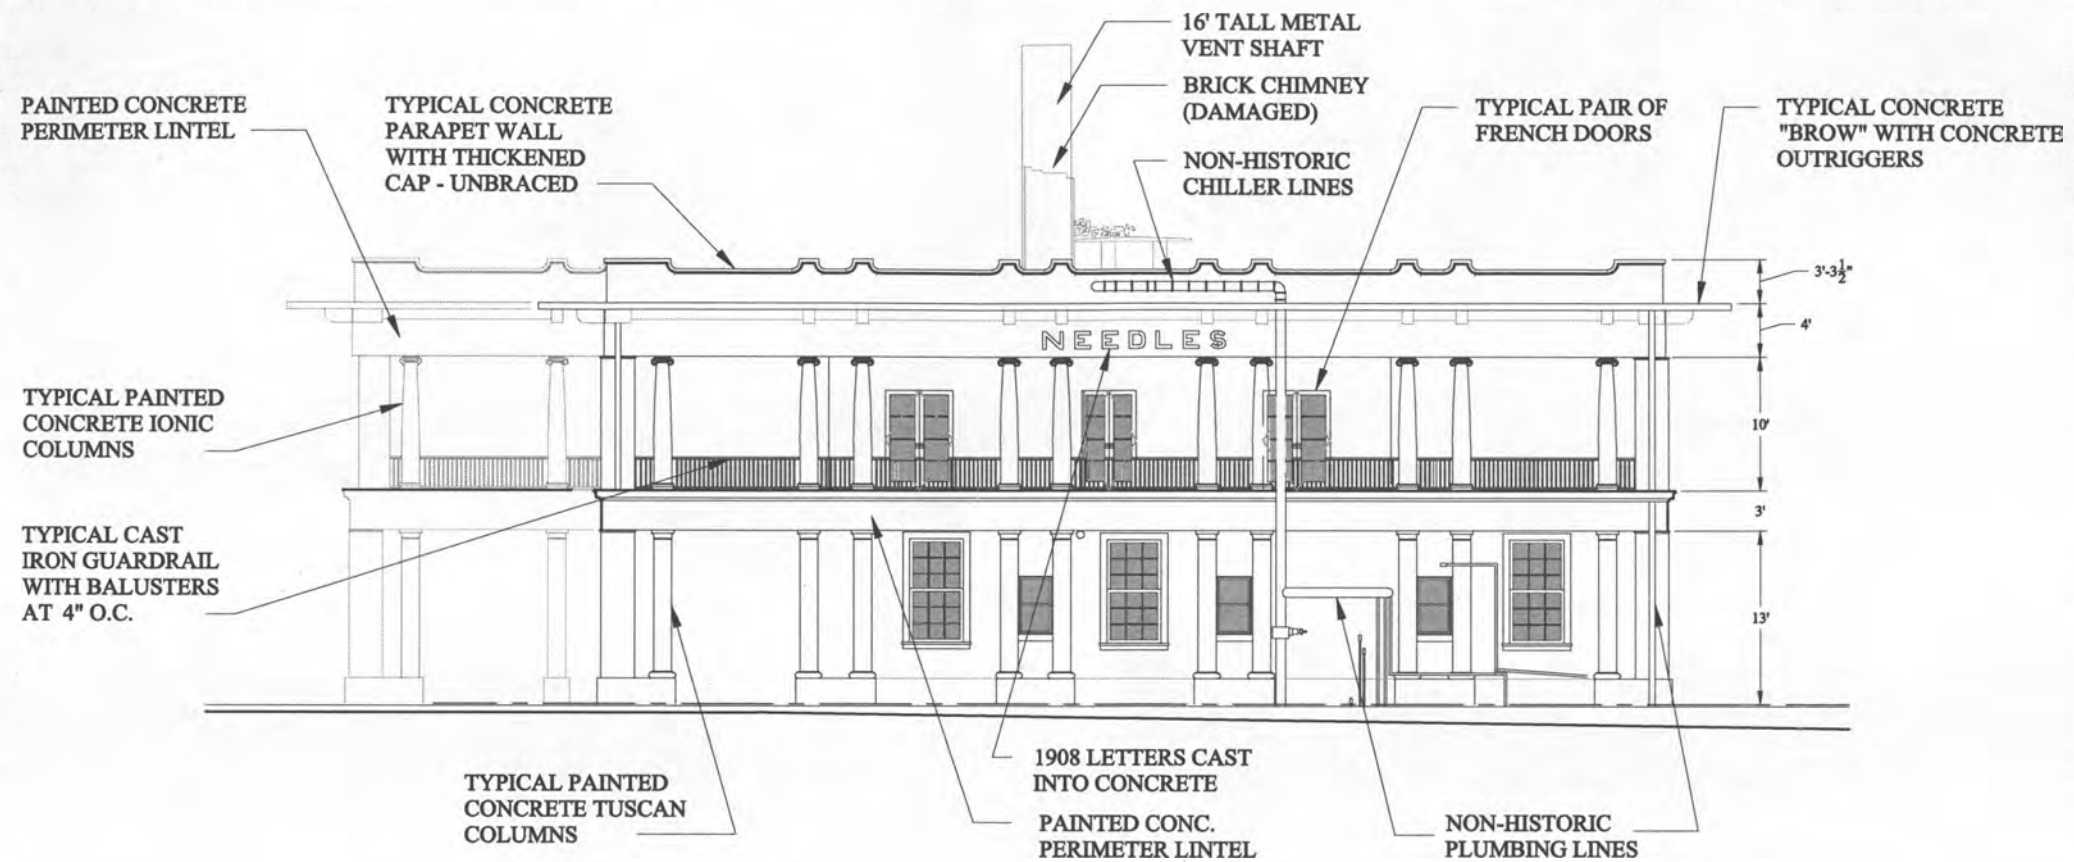 16' TALL METAL
VENT SHAFT
BRICK CHIMNEY
(DAMAGED)
NON-HISTORIC
CHILLER LINES
PAINTED CONCRETE
PERIMETER LINTEL
TYPICAL CONCRETE
PARAPET WALL
WITH THICKENED
CAP - UNBRACED
TYPICAL PAIR OF
FRENCH DOORS
TYPICAL CONCRETE
"BROW" WITH CONCRETE
OUTRIGGERS
3'-3½"
4'
NEEDLES
TYPICAL PAINTED
CONCRETE IONIC
COLUMNS
10'
TYPICAL CAST
IRON GUARDRAIL
WITH BALUSTERS
AT 4" O.C.
3'
13'
TYPICAL PAINTED
CONCRETE TUSCAN
COLUMNS
1908 LETTERS CAST
INTO CONCRETE
PAINTED CONC.
PERIMETER LINTEL
NON-HISTORIC
PLUMBING LINES